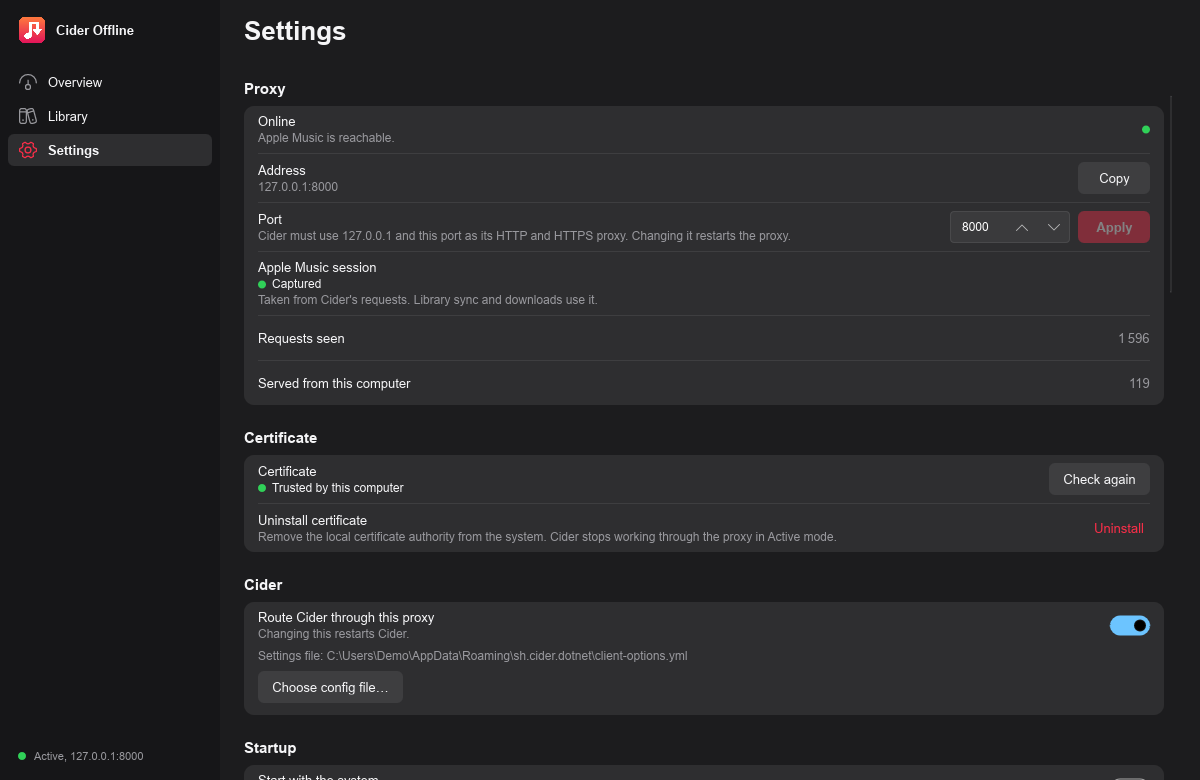 Cider Offline
Overview
Library
Settings
Active, 127.0.0.1:8000
Settings
Proxy
Online
Apple Music is reachable.
Address
127.0.0.1:8000
Copy
Port
Cider must use 127.0.0.1 and this port as its HTTP and HTTPS proxy. Changing it restarts the proxy.
8000
Apply
Apple Music session
Captured
Taken from Cider's requests. Library sync and downloads use it.
Requests seen
1 596
Served from this computer
119
Certificate
Certificate
Trusted by this computer
Check again
Uninstall certificate
Remove the local certificate authority from the system. Cider stops working through the proxy in Active mode.
Uninstall
Cider
Route Cider through this proxy
Changing this restarts Cider.
Settings file: C:\Users\Demo\AppData\Roaming\sh.cider.dotnet\client-options.yml
Choose config file…
Startup
Start with the system